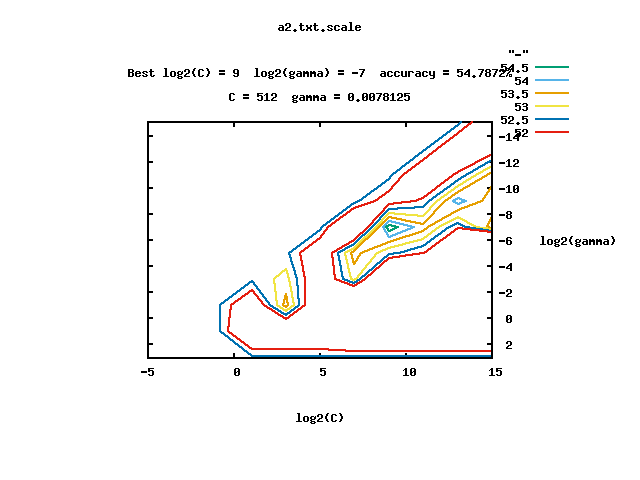 a2.txt.scale
"-"
54.5
Best log2(C) = 9  log2(gamma) = -7  accuracy = 54.7872%
54
53.5
C = 512  gamma = 0.0078125
53
52.5
52
-14
-12
-10
-8
-6
log2(gamma)
-4
-2
0
2
-5 0 5 10 15
log2(C)